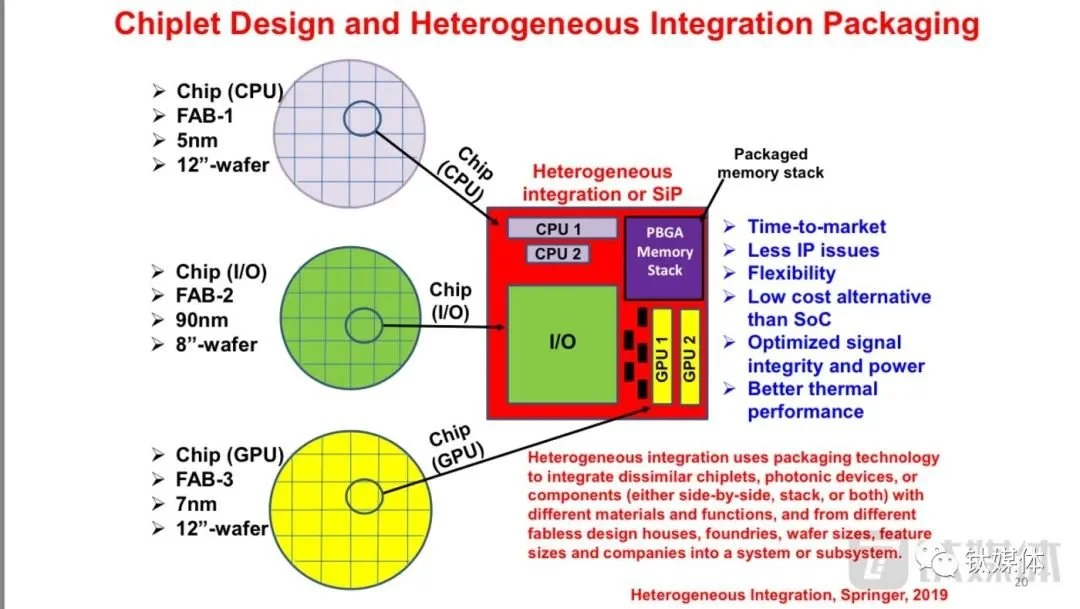 Chiplet Design and Heterogeneous Integration Packaging
➢ Chip (CPU)
➢ FAB-1
➢ 5nm
➢ 12”-wafer
Chip
(CPU)
Heterogeneous
integration or SiP
Packaged
memory stack
CPU 1
CPU 2
PBGA
Memory
Stack
➢ Chip (I/O)
➢ FAB-2
➢ 90nm
➢ 8”-wafer
Chip
(I/O)
I/O
GPU 1
GPU 2
➢ Time-to-market
➢ Less IP issues
➢ Flexibility
➢ Low cost alternative
than SoC
➢ Optimized signal
integrity and power
➢ Better thermal
performance
➢ Chip (GPU)
➢ FAB-3
➢ 7nm
➢ 12”-wafer
Chip
(GPU)
Heterogeneous integration uses packaging technology
to integrate dissimilar chiplets, photonic devices, or
components (either side-by-side, stack, or both) with
different materials and functions, and from different
fabless design houses, foundries, wafer sizes, feature
sizes and companies into a system or subsystem.
钛媒体
钛媒体
20
Heterogeneous Integration, Springer, 2019